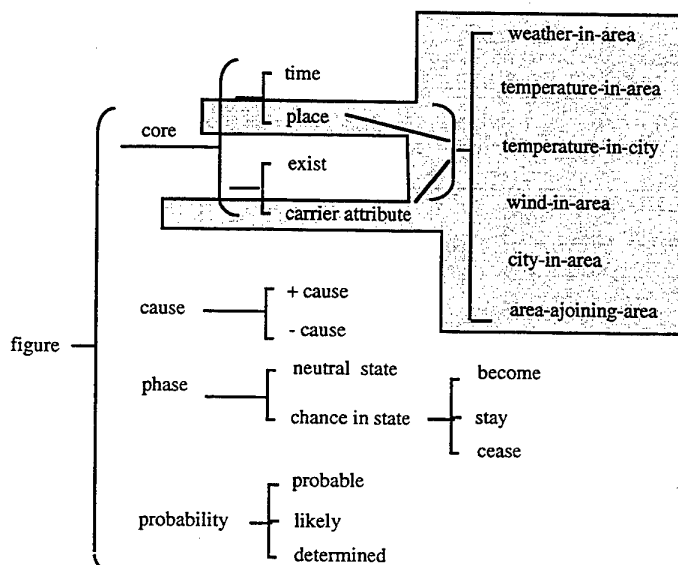 weather-in-area
time
temperature-in-area
place
core
temperature-in-city
exist
wind-in-area
carrier attribute
city-in-area
+ cause
area-ajoining-area
cause
- cause
figure
neutral state
become
phase
chance in state
stay
cease
probable
probability
likely
determined